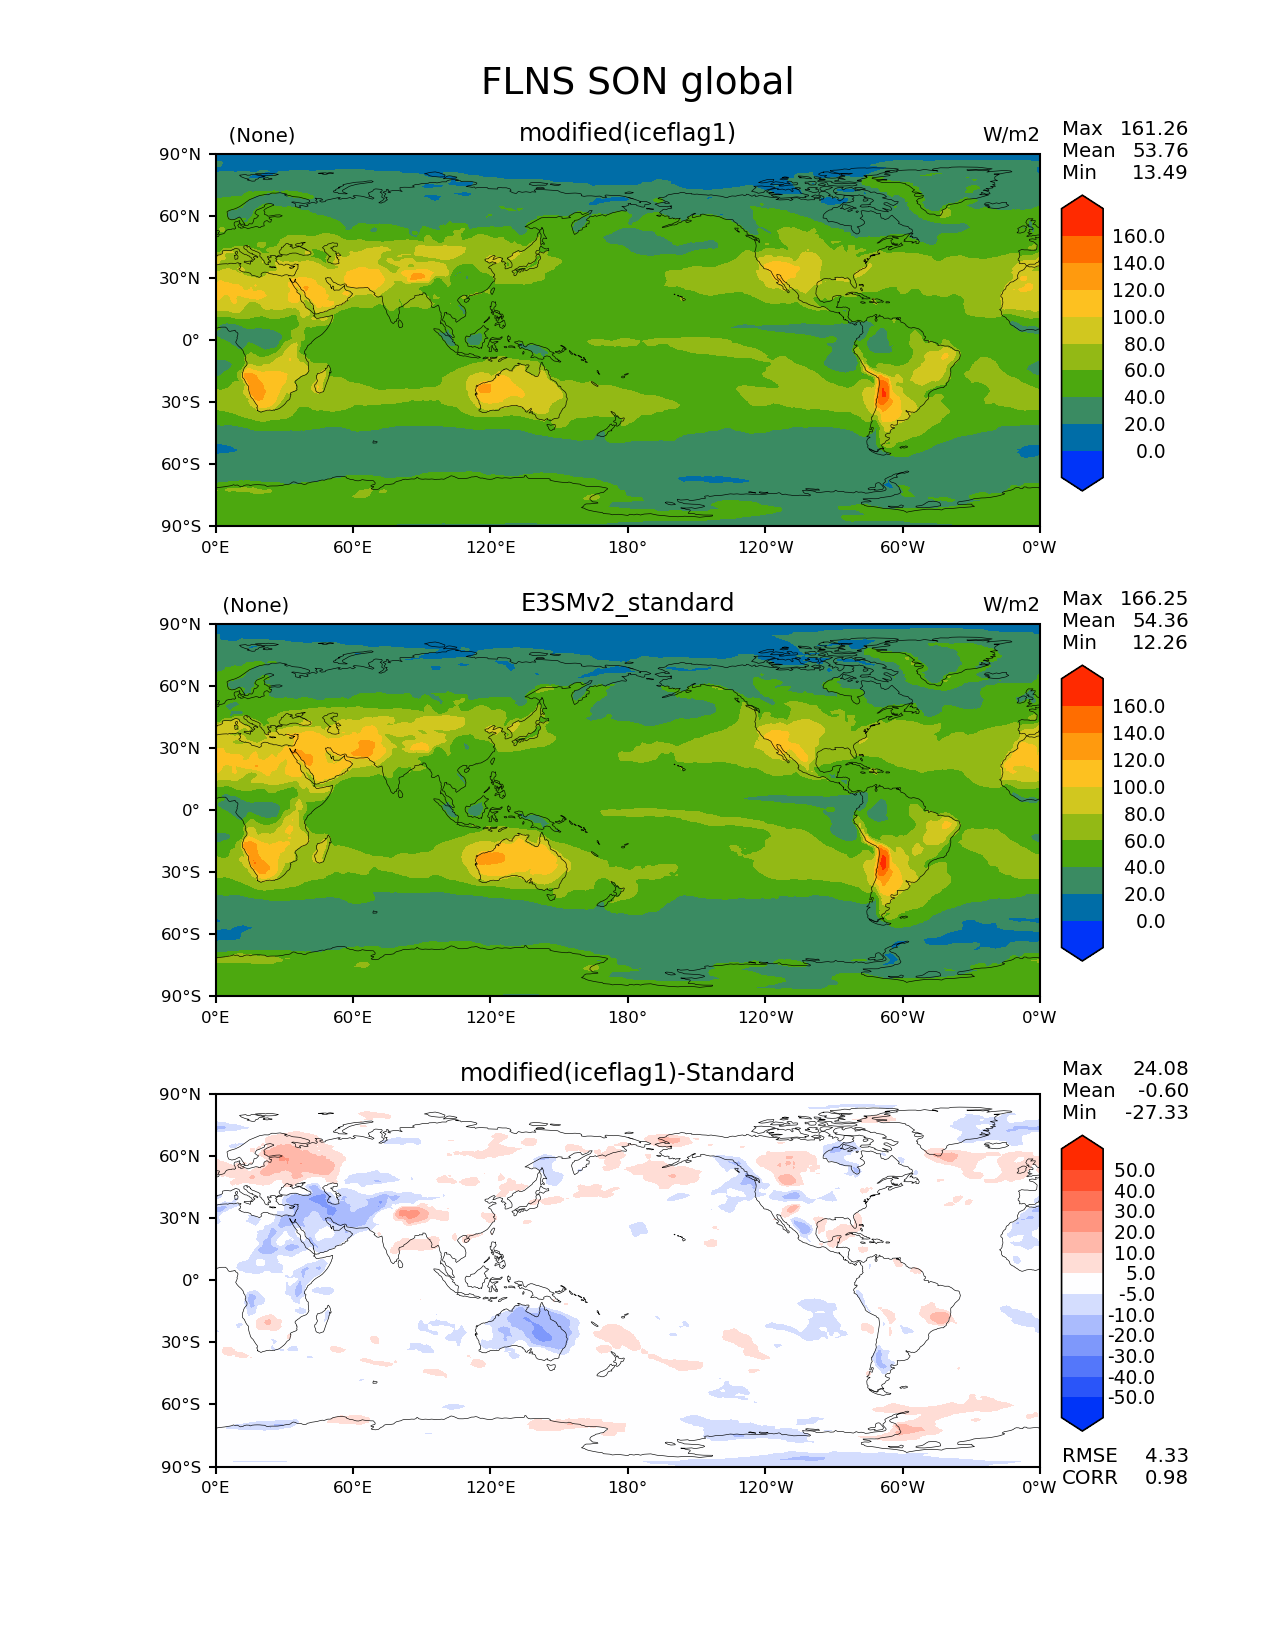 FLNS SON global
(None) modified(iceflag1) W/m2
Max 161.26
Mean 53.76
Min 13.49
90°N
60°N
30°N
0°
30°S
60°S
90°S
0°E 60°E 120°E 180° 120°W 60°W 0°W
160.0
140.0
120.0
100.0
80.0
60.0
40.0
20.0
0.0
(None) E3SMv2_standard W/m2
Max 166.25
Mean 54.36
Min 12.26
90°N
60°N
30°N
0°
30°S
60°S
90°S
0°E 60°E 120°E 180° 120°W 60°W 0°W
160.0
140.0
120.0
100.0
80.0
60.0
40.0
20.0
0.0
modified(iceflag1)-Standard
Max 24.08
Mean -0.60
Min -27.33
90°N
60°N
30°N
0°
30°S
60°S
90°S
0°E 60°E 120°E 180° 120°W 60°W 0°W
50.0
40.0
30.0
20.0
10.0
5.0
-5.0
-10.0
-20.0
-30.0
-40.0
-50.0
RMSE 4.33
CORR 0.98